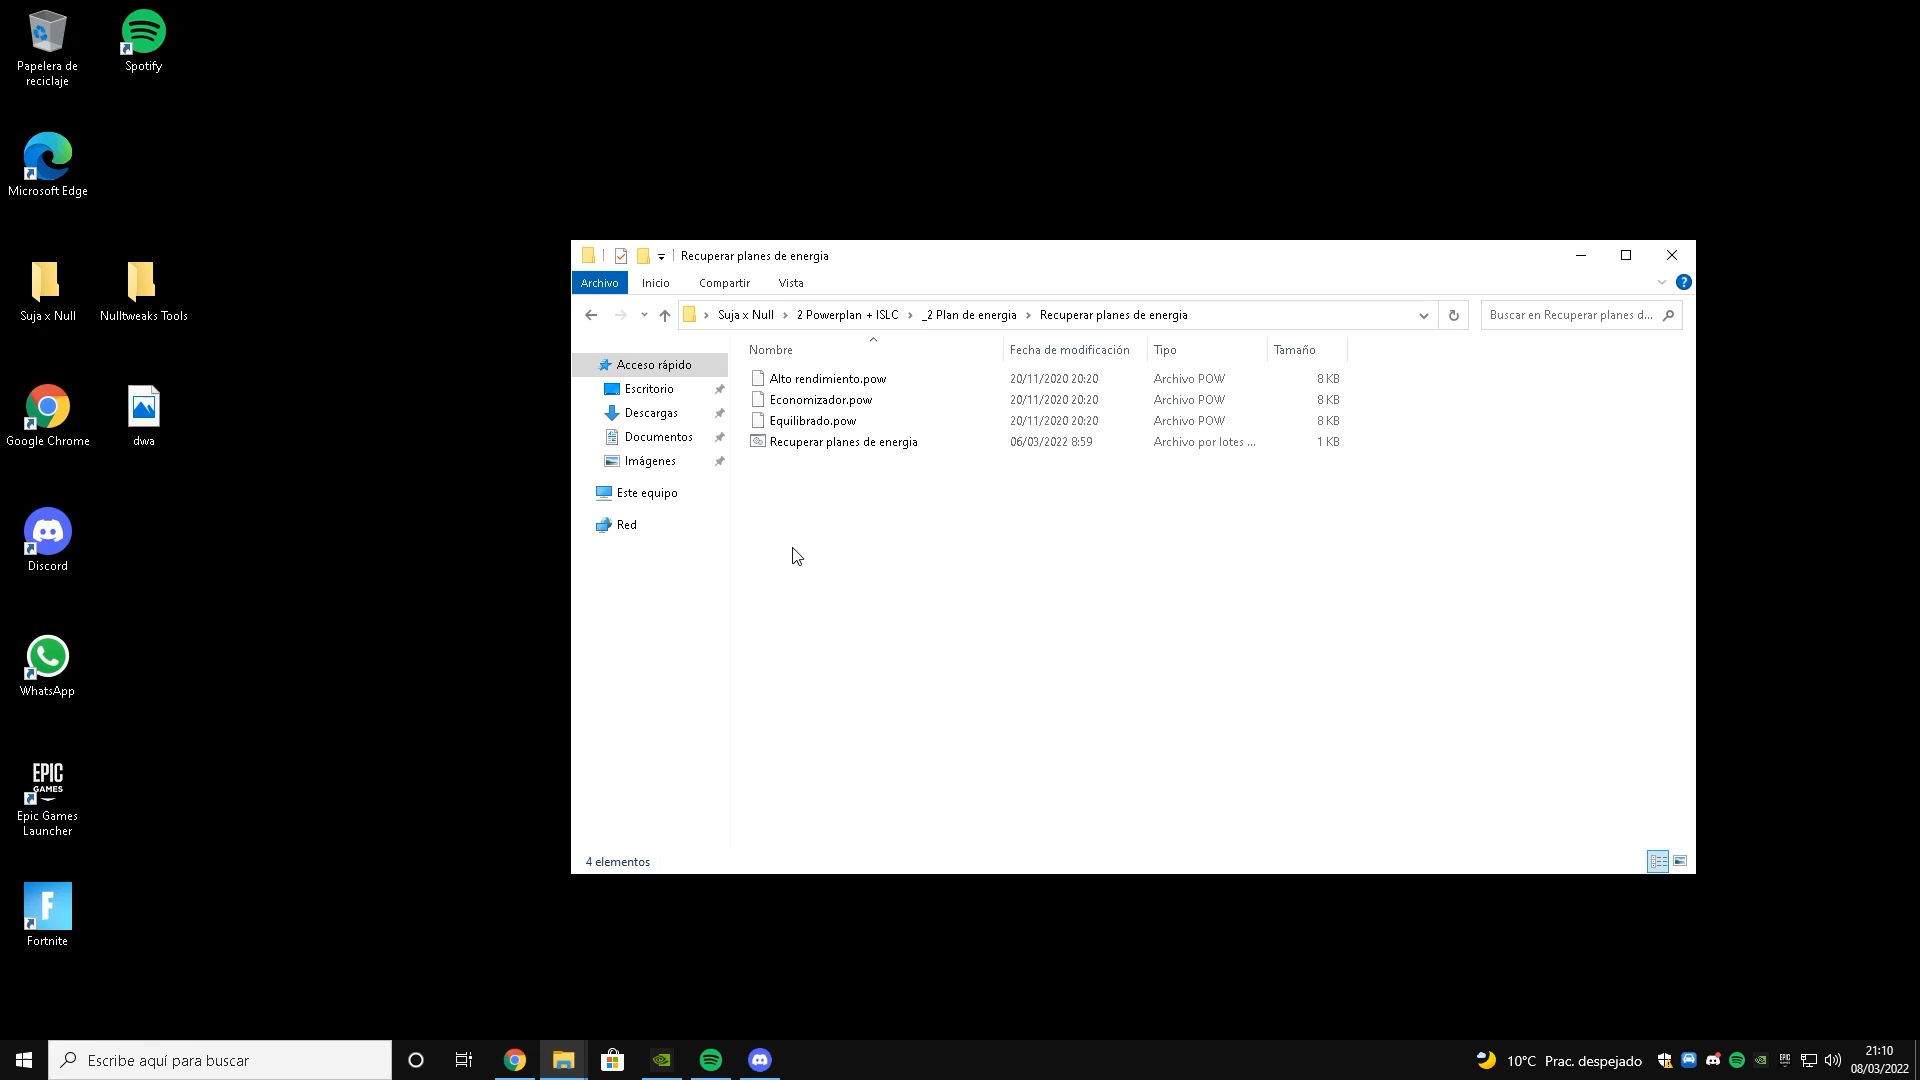 Papelera de
reciclaje
Spotify
Microsoft Edge
Suja x Null
Nulltweaks Tools
Google Chrome
dwa
Discord
WhatsApp
EPIC
GAMES
Epic Games
Launcher
Fortnite
Recuperar planes de energia
Archivo
Inicio
Compartir
Vista
Suja x Null
2 Powerplan + ISLC
_2 Plan de energia
Recuperar planes de energia
Buscar en Recuperar planes d...
Nombre
Fecha de modificación
Tipo
Tamaño
Acceso rápido
Escritorio
Descargas
Documentos
Imágenes
Este equipo
Red
Alto rendimiento.pow 20/11/2020 20:20 Archivo POW 8 KB
Economizador.pow 20/11/2020 20:20 Archivo POW 8 KB
Equilibrado.pow 20/11/2020 20:20 Archivo POW 8 KB
Recuperar planes de energia 06/03/2022 8:59 Archivo por lotes ... 1 KB
4 elementos
Escribe aquí para buscar
10°C Prac. despejado
21:10
08/03/2022